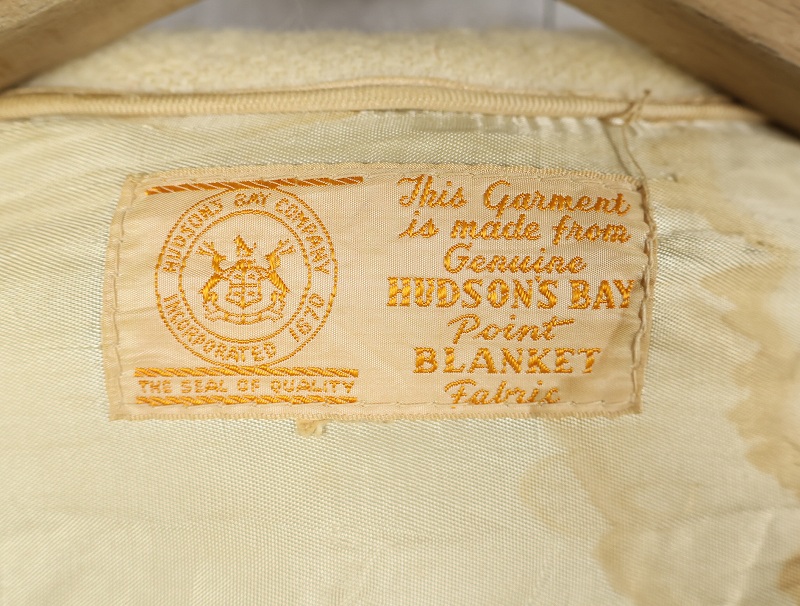 HUDSON'S BAY COMPANY
INCORPORATED 1670
THE SEAL OF QUALITY
This Garment
is made from
Genuine
HUDSON'S BAY
Point
BLANKET
Fabric